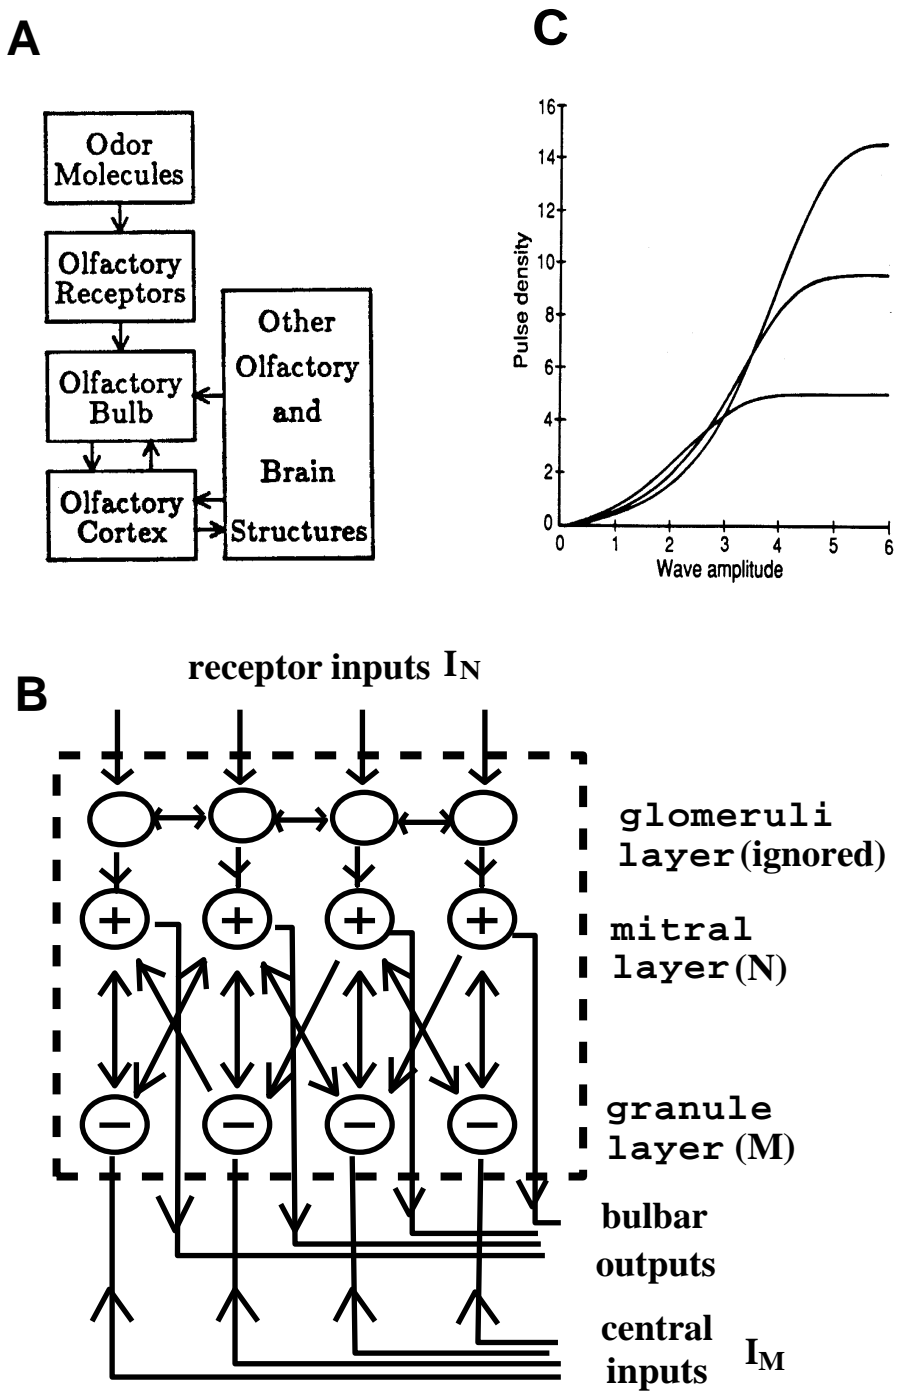 A
Odor
Molecules
Olfactory
Receptors
Olfactory
Bulb
Olfactory
Cortex
Other
Olfactory
and
Brain
Structures
C
Pulse density
16
14
12
10
8
6
4
2
0
0 1 2 3 4 5 6
Wave amplitude
B
receptor inputs I_N
glomeruli
layer (ignored)
+ + + +
mitral
layer (N)
− − − −
granule
layer (M)
bulbar
outputs
central
inputs I_M